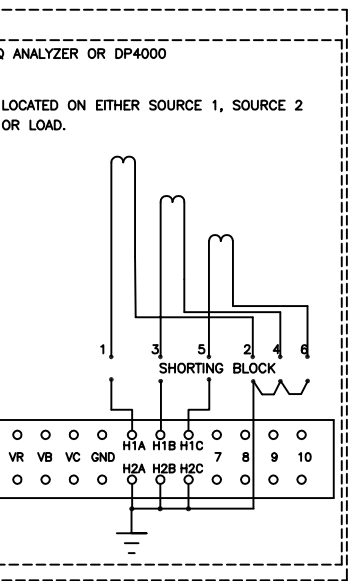 Q ANALYZER OR DP4000
LOCATED ON EITHER SOURCE 1, SOURCE 2
OR LOAD.
1 3 5 2 4 6
SHORTING BLOCK
H1A H1B H1C
VR VB VC GND 7 8 9 10
H2A H2B H2C